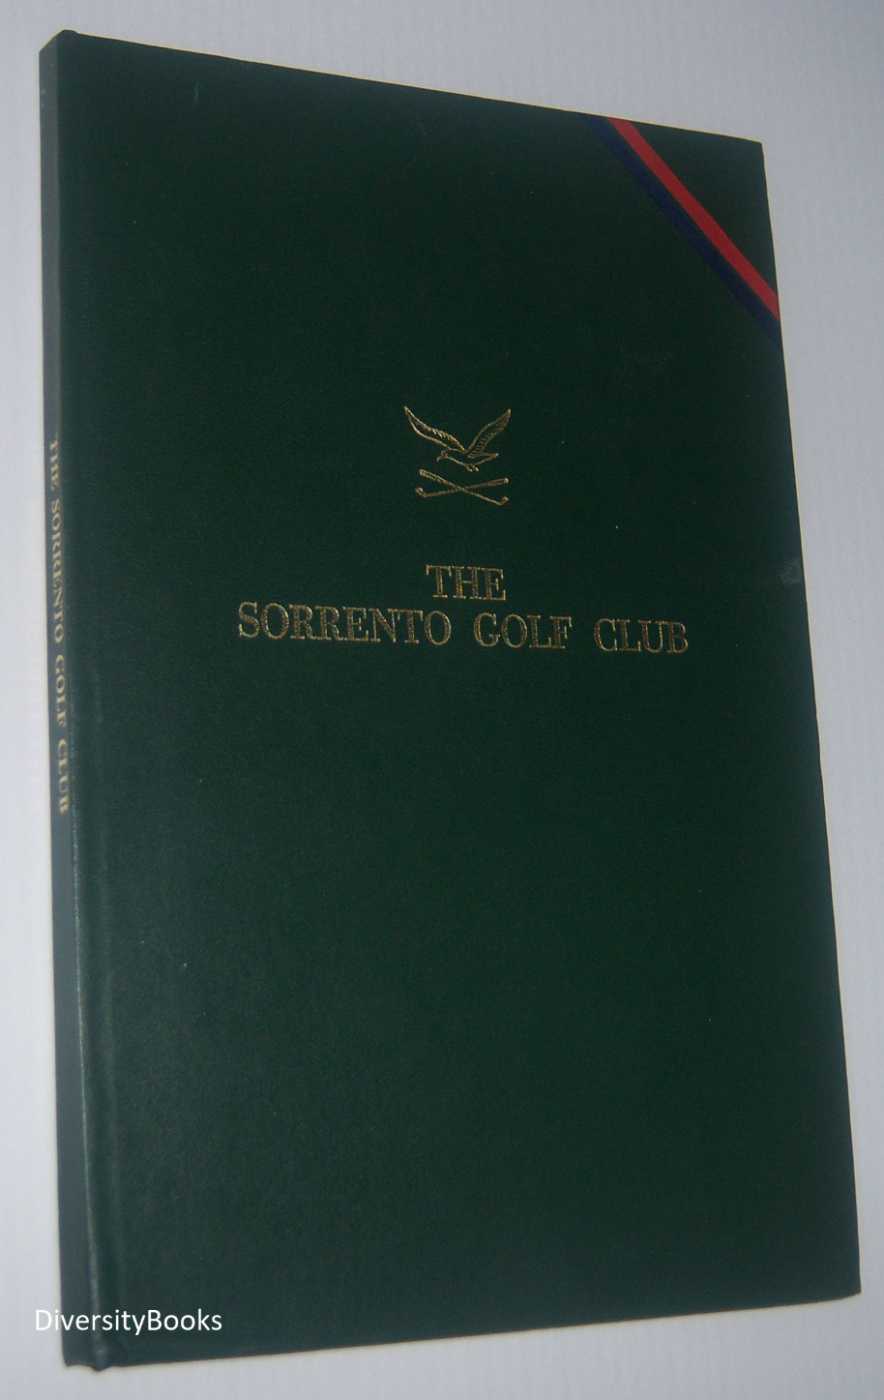 THE
SORRENTO GOLF CLUB
THE SORRENTO GOLF CLUB
DiversityBooks